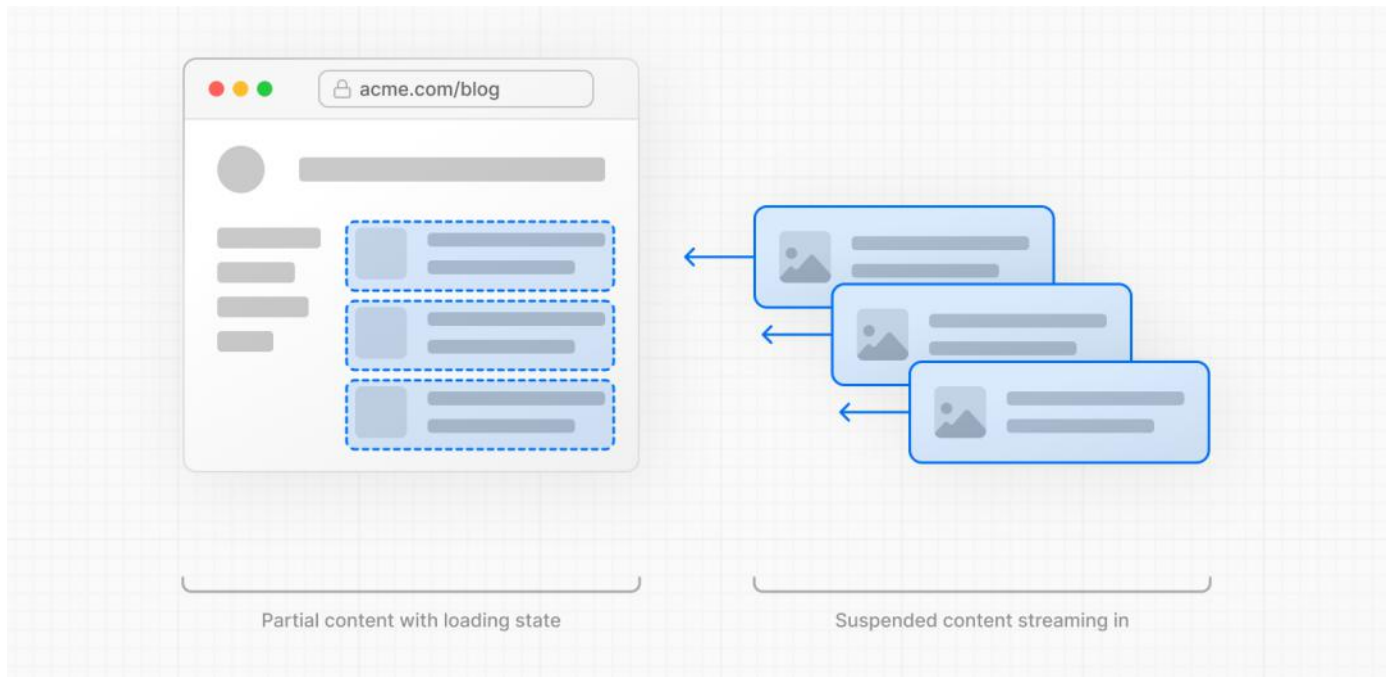 acme.com/blog
Partial content with loading state
Suspended content streaming in